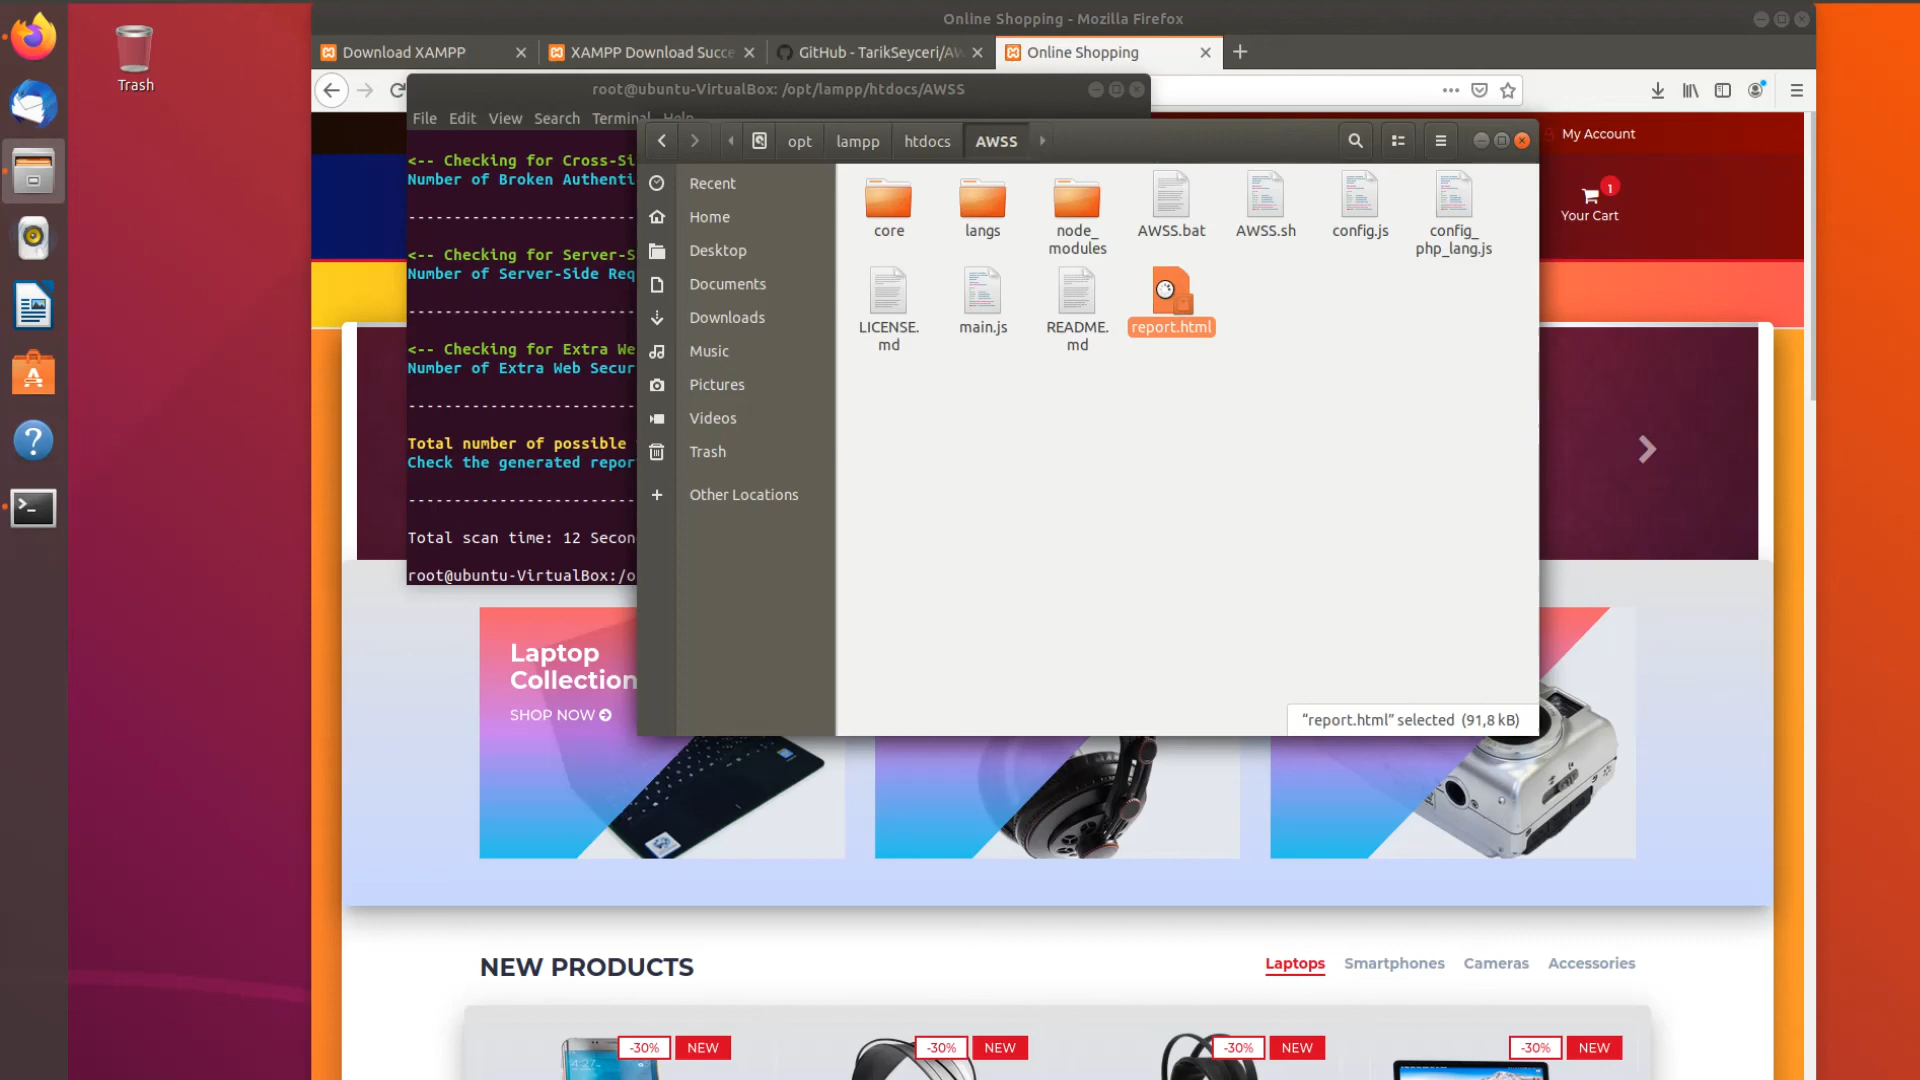 Online Shopping - Mozilla Firefox
Trash
Download XAMPP
XAMPP Download Succe
GitHub - TarikSeyceri/AW
Online Shopping
root@ubuntu-VirtualBox: /opt/lampp/htdocs/AWSS
File Edit View Search Terminal Help
<-- Checking for Cross-Si
Number of Broken Authenti
-------------------------
<-- Checking for Server-S
Number of Server-Side Req
-------------------------
<-- Checking for Extra We
Number of Extra Web Secur
-------------------------
Total number of possible
Check the generated repor
-------------------------
Total scan time: 12 Secon
root@ubuntu-VirtualBox:/o
opt
lampp
htdocs
AWSS
Recent
Home
Desktop
Documents
Downloads
Music
Pictures
Videos
Trash
Other Locations
core
langs
node_
modules
AWSS.bat
AWSS.sh
config.js
config_
php_lang.js
LICENSE.
md
main.js
README.
md
report.html
“report.html” selected (91,8 kB)
My Account
1
Your Cart
Laptop
Collection
SHOP NOW
NEW PRODUCTS
Laptops
Smartphones
Cameras
Accessories
-30% NEW
-30% NEW
-30% NEW
-30% NEW
4:27